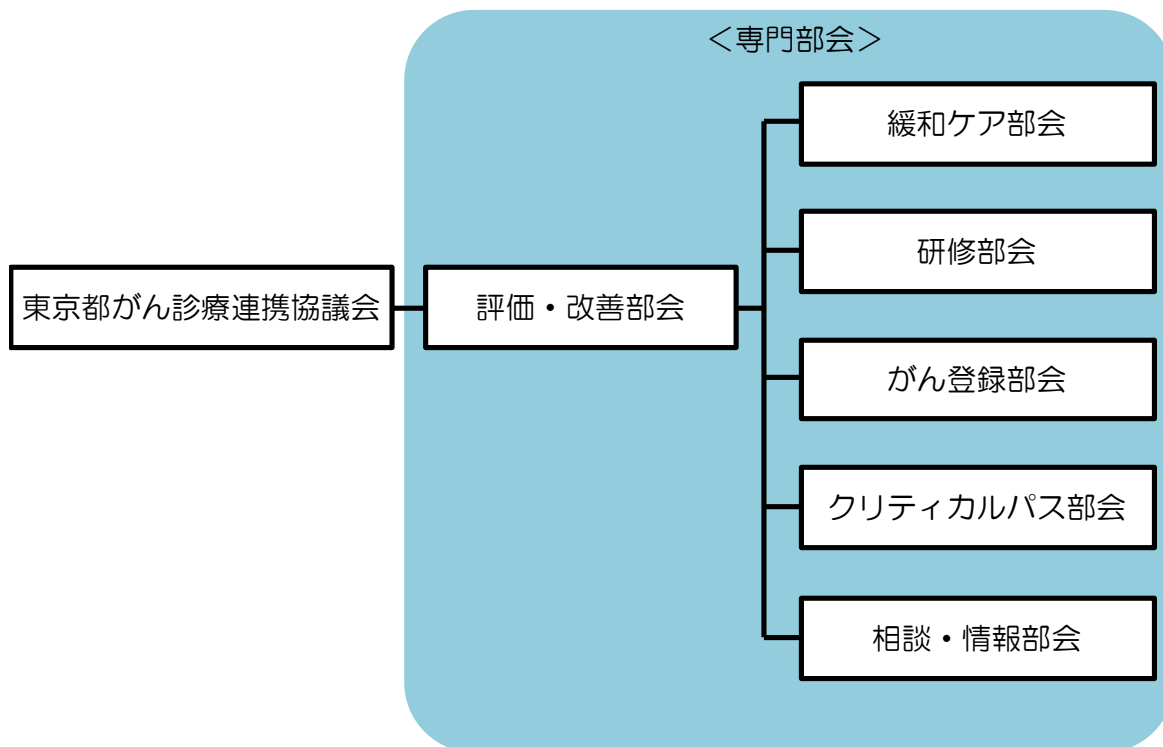 ＜専門部会＞
東京都がん診療連携協議会
評価・改善部会
緩和ケア部会
研修部会
がん登録部会
クリティカルパス部会
相談・情報部会